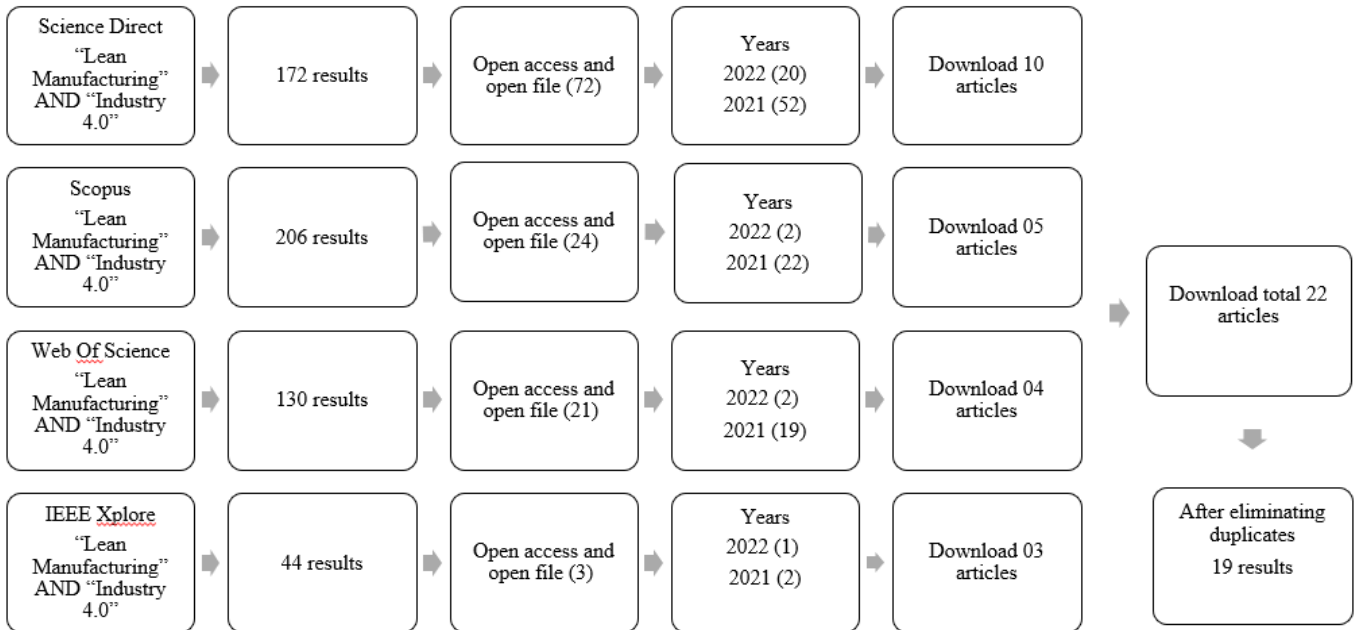 Science Direct
“Lean
Manufacturing”
AND “Industry
4.0”
172 results
Open access and
open file (72)
Years
2022 (20)
2021 (52)
Download 10
articles
Scopus
“Lean
Manufacturing”
AND “Industry
4.0”
206 results
Open access and
open file (24)
Years
2022 (2)
2021 (22)
Download 05
articles
Web Of Science
“Lean
Manufacturing”
AND “Industry
4.0”
130 results
Open access and
open file (21)
Years
2022 (2)
2021 (19)
Download 04
articles
IEEE Xplore
“Lean
Manufacturing”
AND “Industry
4.0”
44 results
Open access and
open file (3)
Years
2022 (1)
2021 (2)
Download 03
articles
Download total 22
articles
After eliminating
duplicates
19 results